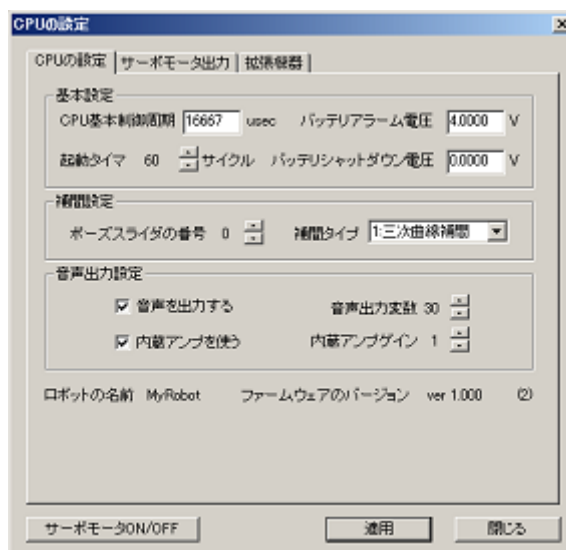 CPUの設定
CPUの設定 サーボモータ出力 拡張機器
基本設定
CPU基本制御周期 16667 usec バッテリアラーム電圧 4.0000 V
起動タイマ 60 サイクル バッテリシャットダウン電圧 0.0000 V
補間設定
ポーズスライダの番号 0 補間タイプ 1:三次曲線補間
音声出力設定
音声を出力する 音声出力変数 30
内蔵アンプを使う 内蔵アンプゲイン 1
ロボットの名前 MyRobot ファームウェアのバージョン ver 1.000 (2)
サーボモータON/OFF 適用 閉じる